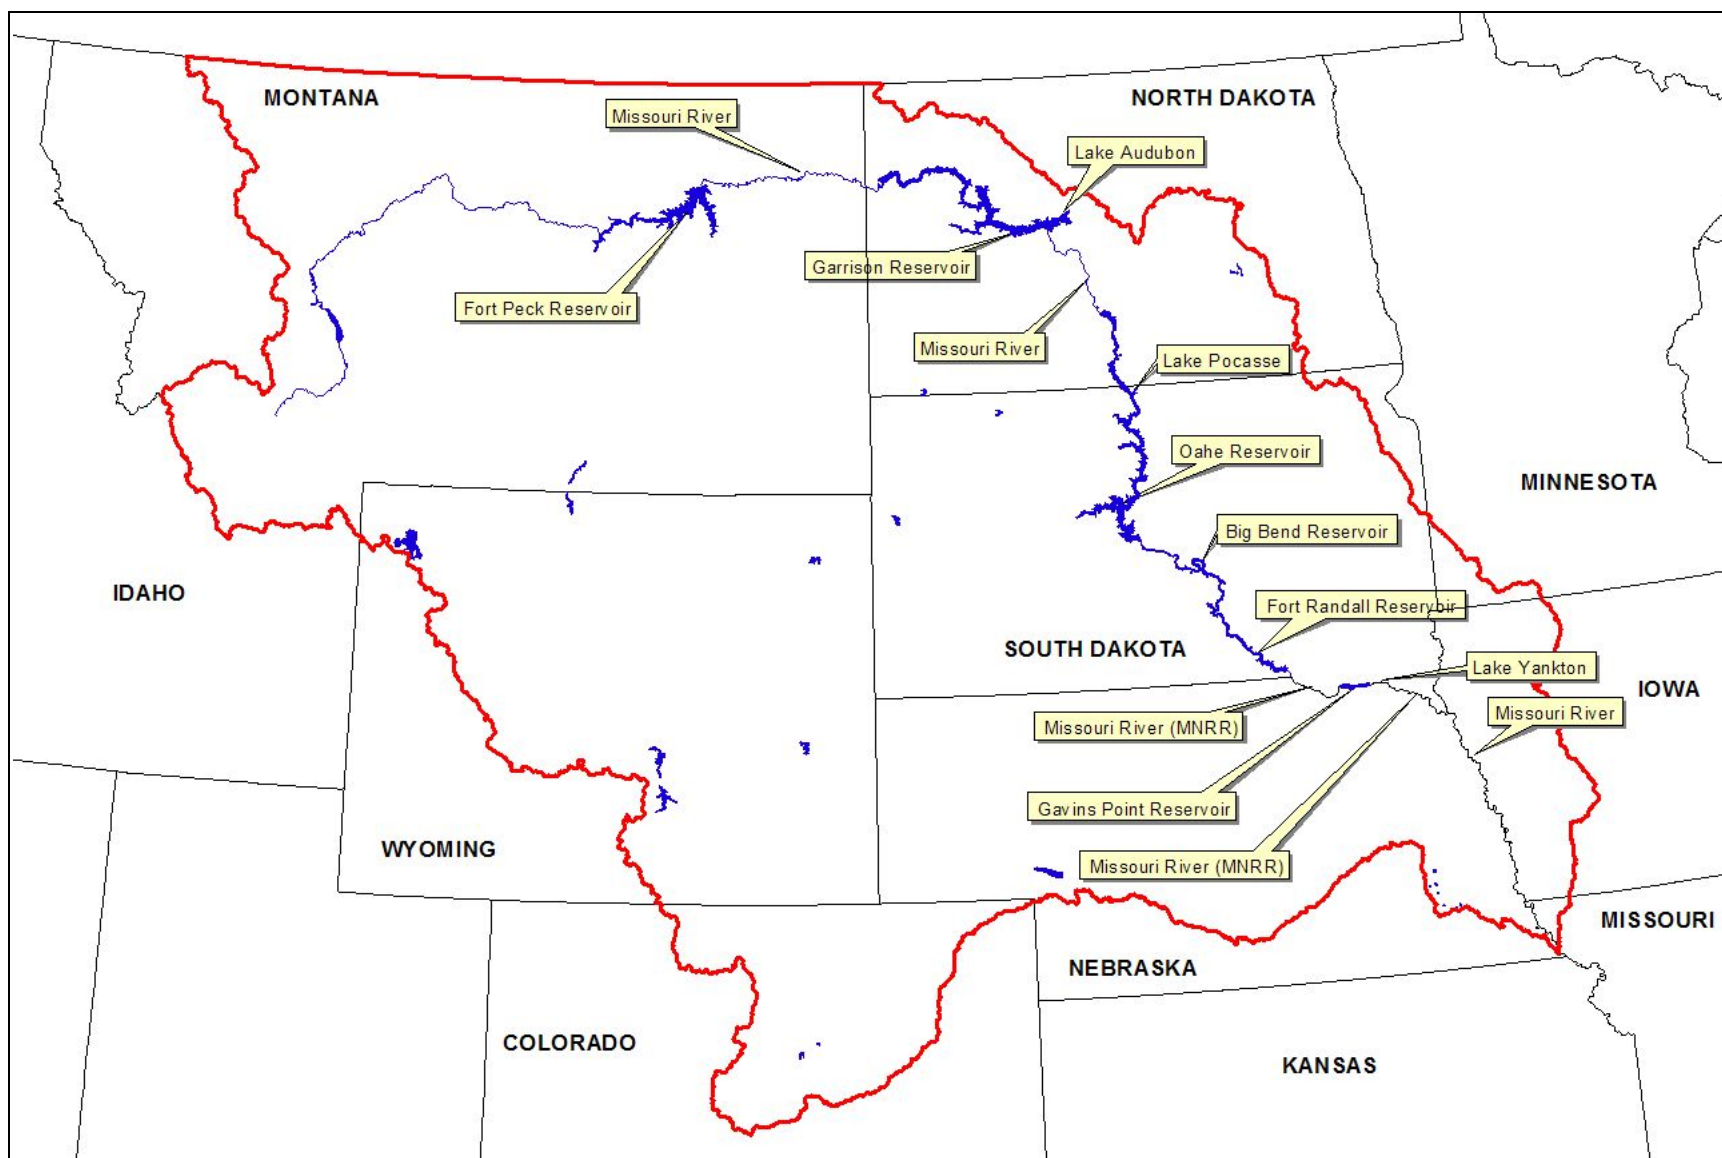 MONTANA
NORTH DAKOTA
Missouri River
Lake Audubon
Garrison Reservoir
Fort Peck Reservoir
Missouri River
Lake Pocasse
Oahe Reservoir
MINNESOTA
Big Bend Reservoir
IDAHO
Fort Randall Reservoir
SOUTH DAKOTA
Lake Yankton
IOWA
Missouri River
Missouri River (MNRR)
Gavins Point Reservoir
WYOMING
Missouri River (MNRR)
MISSOURI
NEBRASKA
COLORADO
KANSAS